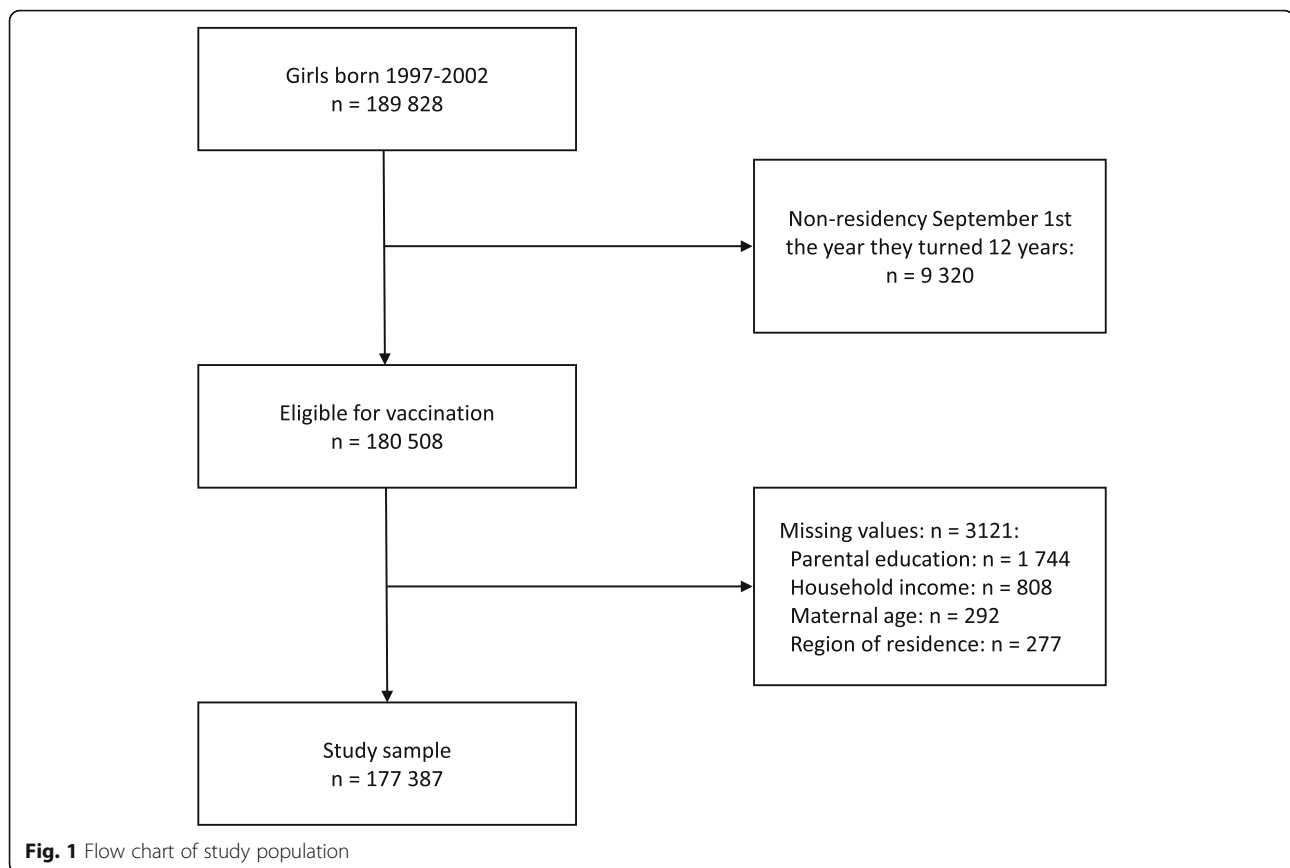 Girls born 1997-2002
n = 189 828
Non-residency September 1st
the year they turned 12 years:
n = 9 320
Eligible for vaccination
n = 180 508
Missing values: n = 3121:
Parental education: n = 1 744
Household income: n = 808
Maternal age: n = 292
Region of residence: n = 277
Study sample
n = 177 387
Fig. 1 Flow chart of study population